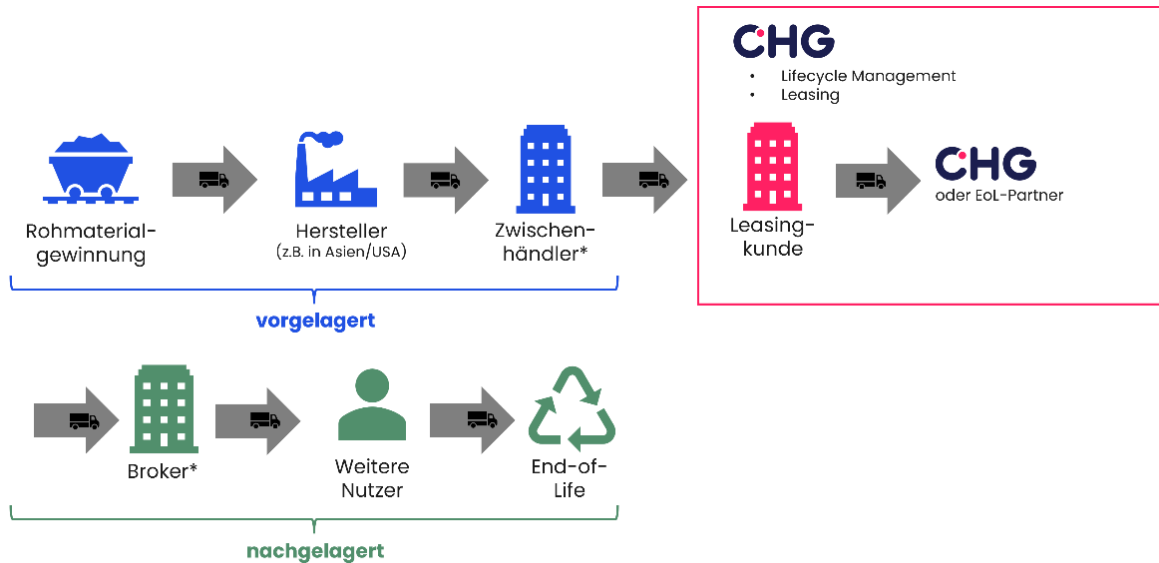 CHG
• Lifecycle Management
• Leasing
Rohmaterial-
gewinnung
Hersteller
(z.B. in Asien/USA)
Zwischen-
händler*
Leasing-
kunde
CHG
oder EoL-Partner
vorgelagert
Broker*
Weitere
Nutzer
End-of-
Life
nachgelagert